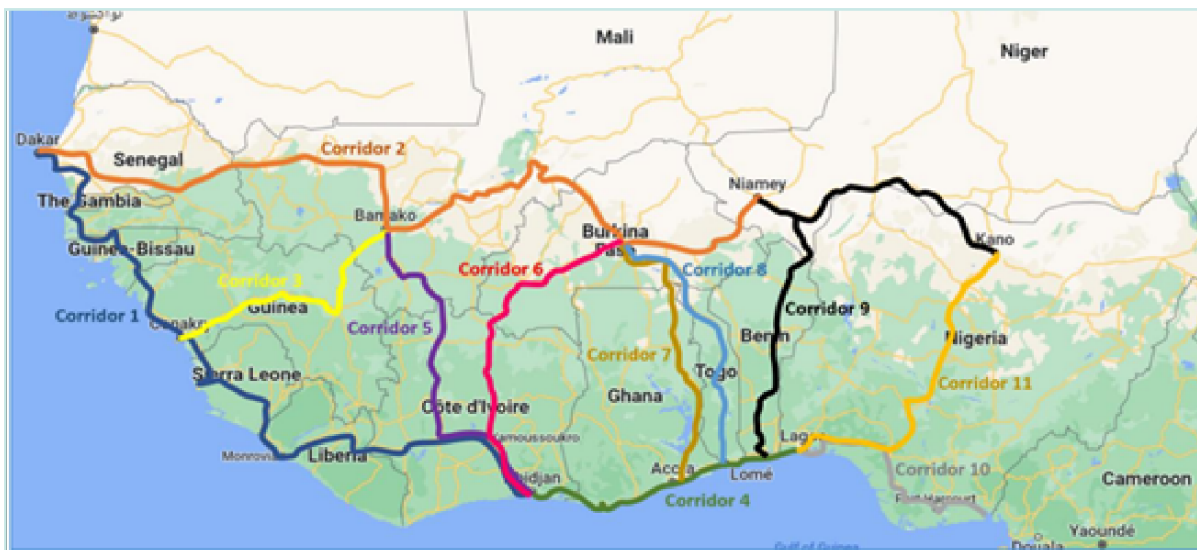 Mali
Niger
Dakar
Senegal
Corridor 2
Niamey
The Gambia
Bamako
Burkina
Faso
Kano
Guinea-Bissau
Corridor 6
Corridor 8
Corridor 3
Guinea
Corridor 1
Conakry
Corridor 5
Corridor 9
Benin
Nigeria
Sierra Leone
Corridor 7
Togo
Corridor 11
Ghana
Côte d'Ivoire
Yamoussoukro
Lagos
Monrovia
Liberia
Abidjan
Accra
Lomé
Corridor 4
Corridor 10
Port Harcourt
Cameroon
Douala
Yaoundé
Gulf of Guinea